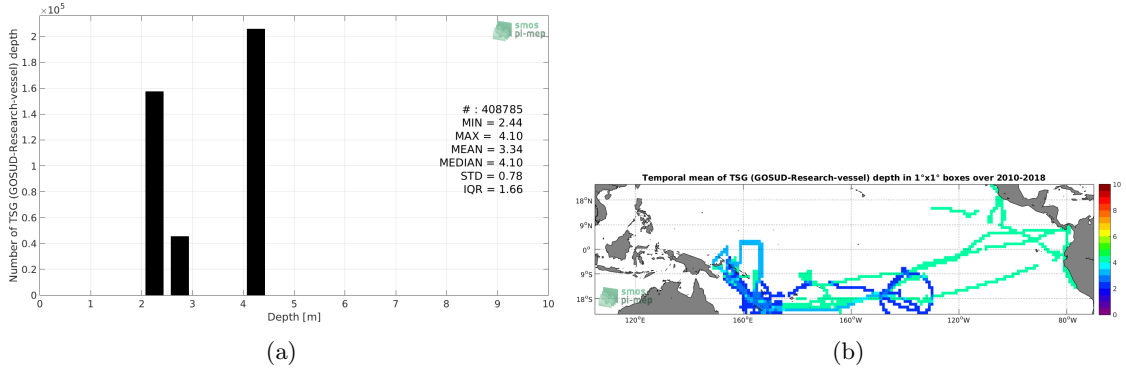 ×10⁵
2
1.8
1.6
1.4
1.2
1
0.8
0.6
0.4
0.2
0
Number of TSG (GOSUD-Research-vessel) depth
0 1 2 3 4 5 6 7 8 9 10
Depth [m]
smos
pi-mep
# : 408785
MIN = 2.44
MAX = 4.10
MEAN = 3.34
MEDIAN = 4.10
STD = 0.78
IQR = 1.66
(a)
Temporal mean of TSG (GOSUD-Research-vessel) depth in 1°x1° boxes over 2010-2018
18°N
9°N
0°
9°S
18°S
120°E 160°E 160°W 120°W 80°W
smos
pi-mep
10
8
6
4
2
0
(b)